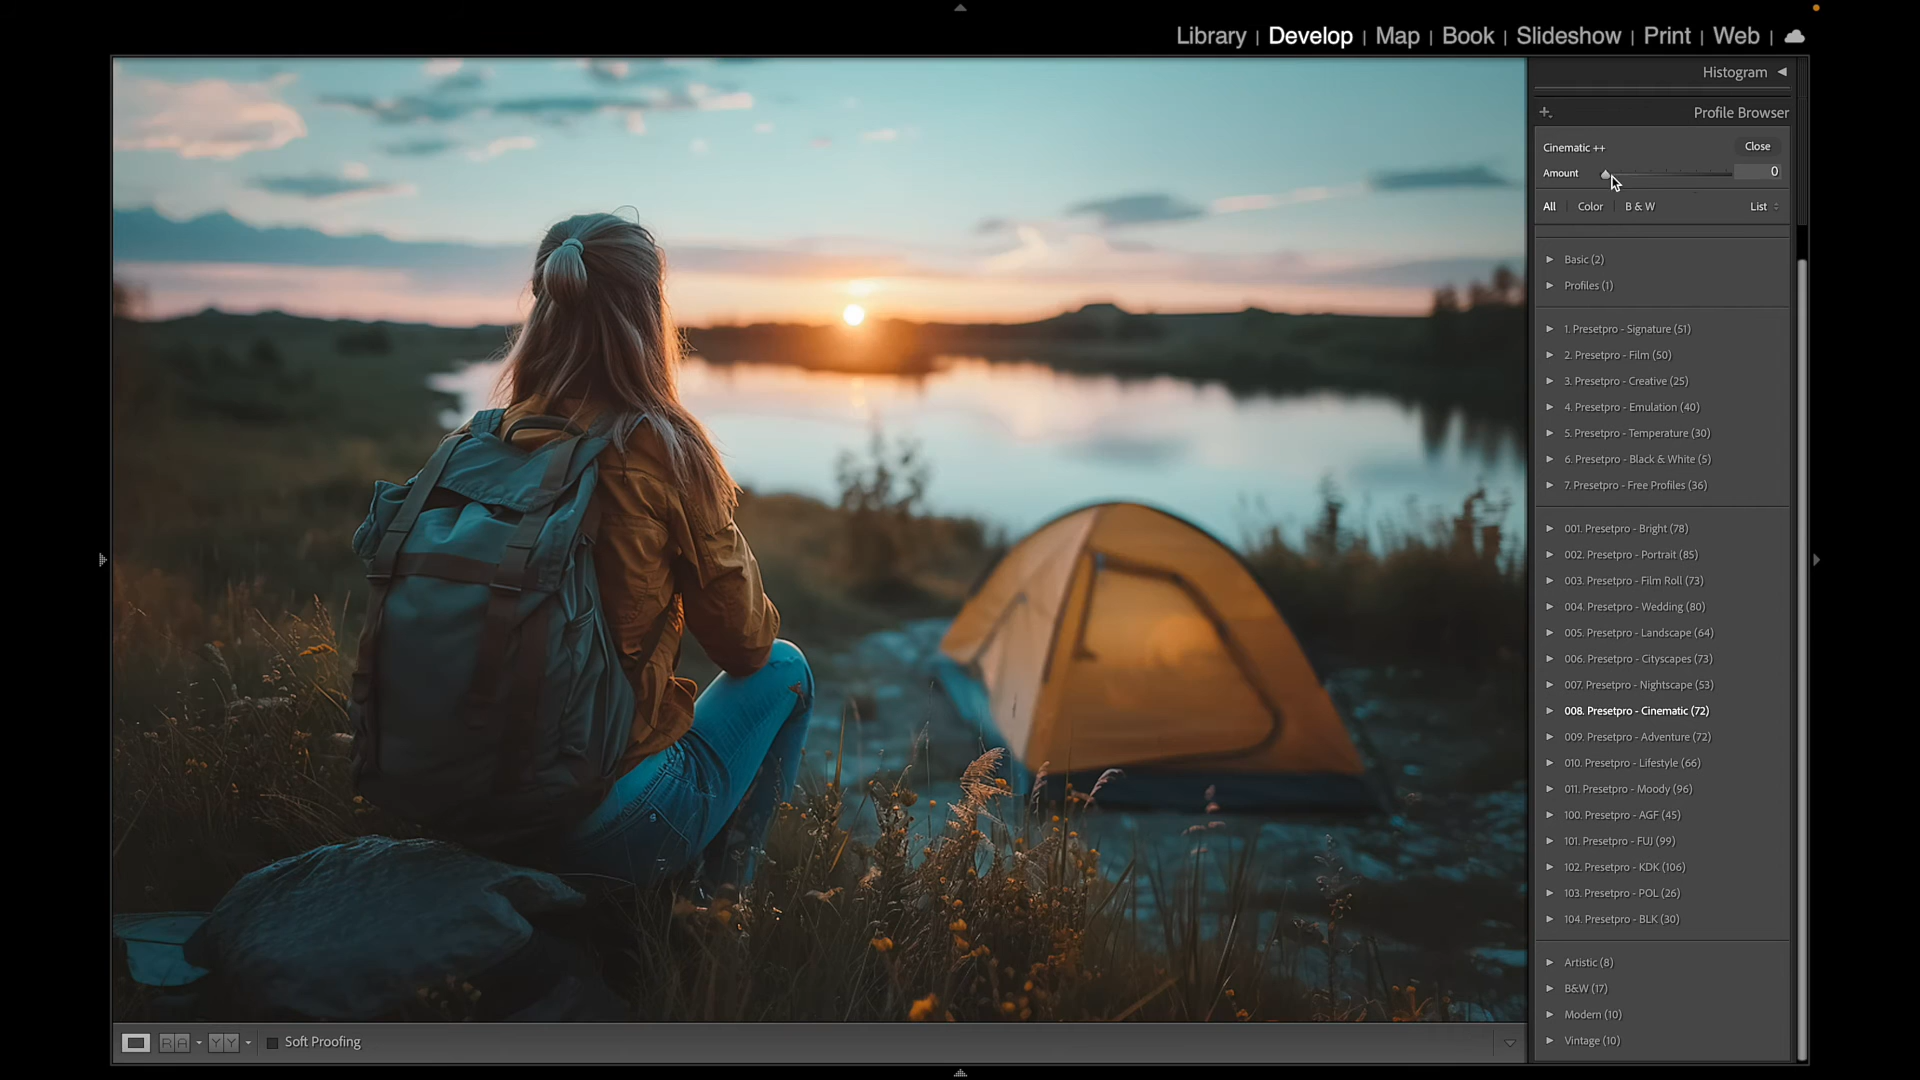 Library | Develop | Map | Book | Slideshow | Print | Web |
Histogram
Profile Browser
Cinematic ++
Close
Amount
0
All | Color | B & W
List
Basic (2)
Profiles (1)
1. Presetpro - Signature (51)
2. Presetpro - Film (50)
3. Presetpro - Creative (25)
4. Presetpro - Emulation (40)
5. Presetpro - Temperature (30)
6. Presetpro - Black & White (5)
7. Presetpro - Free Profiles (36)
001. Presetpro - Bright (78)
002. Presetpro - Portrait (85)
003. Presetpro - Film Roll (73)
004. Presetpro - Wedding (80)
005. Presetpro - Landscape (64)
006. Presetpro - Cityscapes (73)
007. Presetpro - Nightscape (53)
008. Presetpro - Cinematic (72)
009. Presetpro - Adventure (72)
010. Presetpro - Lifestyle (66)
011. Presetpro - Moody (96)
100. Presetpro - AGF (45)
101. Presetpro - FUJ (99)
102. Presetpro - KDK (106)
103. Presetpro - POL (26)
104. Presetpro - BLK (30)
Artistic (8)
B&W (17)
Modern (10)
Vintage (10)
RA
YY
Soft Proofing